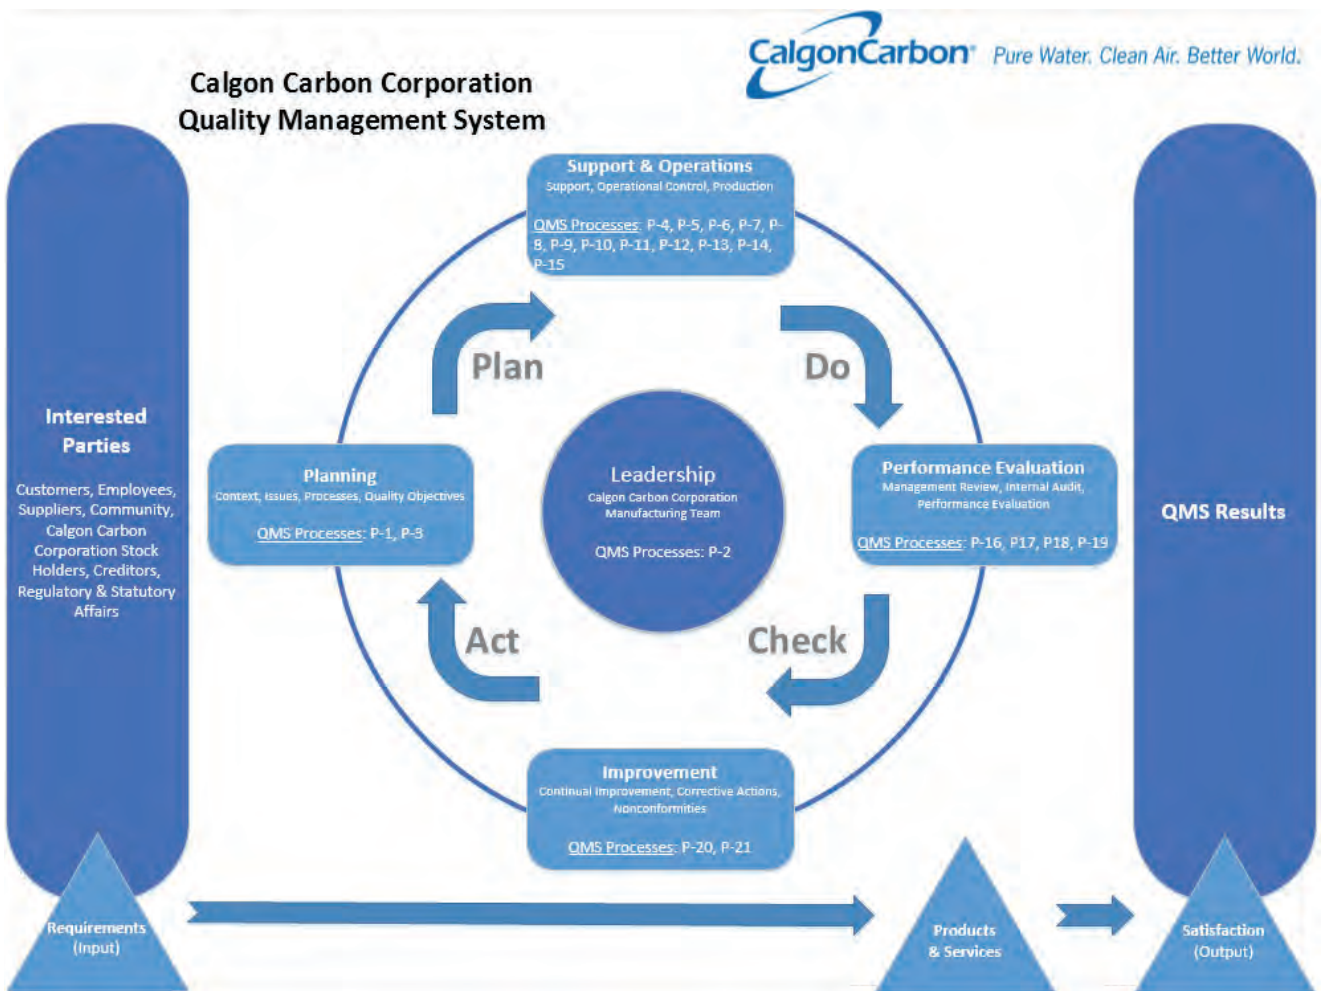 CalgonCarbon® Pure Water. Clean Air. Better World.
Calgon Carbon Corporation
Quality Management System
Support & Operations
Support, Operational Control, Production
QMS Processes: P-4, P-5, P-6, P-7, P-
8, P-9, P-10, P-11, P-12, P-13, P-14,
P-15
Plan
Do
Interested
Parties
Customers, Employees,
Suppliers, Community,
Calgon Carbon
Corporation Stock
Holders, Creditors,
Regulatory & Statutory
Affairs
Planning
Context, Issues, Processes, Quality Objectives
QMS Processes: P-1, P-3
Leadership
Calgon Carbon Corporation
Manufacturing Team
QMS Processes: P-2
Performance Evaluation
Management Review, Internal Audit,
Performance Evaluation
QMS Processes: P-16, P17, P18, P-19
QMS Results
Act
Check
Improvement
Continual Improvement, Corrective Actions,
Nonconformities
QMS Processes: P-20, P-21
Requirements
(Input)
Products
& Services
Satisfaction
(Output)